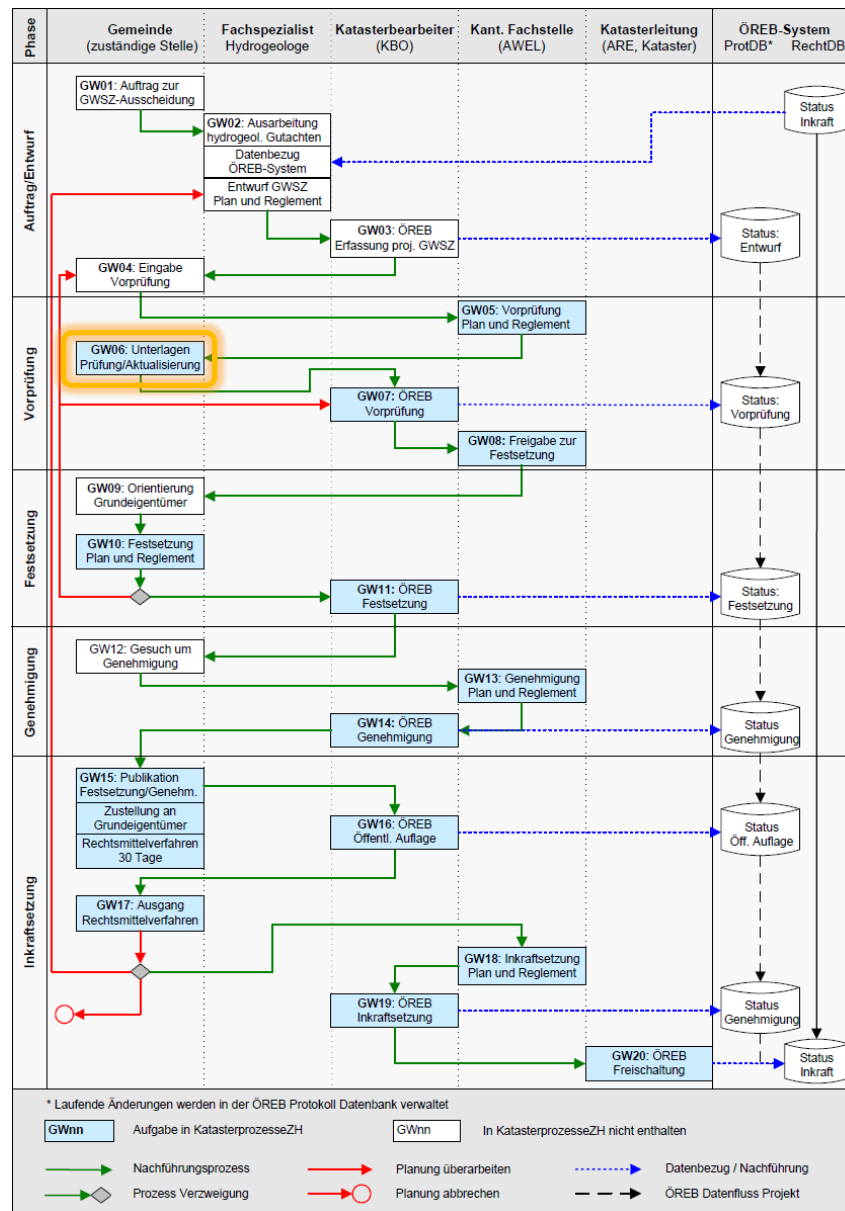 Phase
Gemeinde
(zuständige Stelle)
Fachspezialist
Hydrogeologe
Katasterbearbeiter
(KBO)
Kant. Fachstelle
(AWEL)
Katasterleitung
(ARE, Kataster)
ÖREB-System
ProtDB* RechtDB
Auftrag/Entwurf
GW01: Auftrag zur
GWSZ-Ausscheidung
Status
Inkraft
GW02: Ausarbeitung
hydrogeol. Gutachten
Datenbezug
ÖREB-System
Entwurf GWSZ
Plan und Reglement
GW03: ÖREB
Erfassung proj. GWSZ
Status:
Entwurf
GW04: Eingabe
Vorprüfung
Vorprüfung
GW05: Vorprüfung
Plan und Reglement
GW06: Unterlagen
Prüfung/Aktualisierung
GW07: ÖREB
Vorprüfung
Status:
Vorprüfung
GW08: Freigabe zur
Festsetzung
Festsetzung
GW09: Orientierung
Grundeigentümer
GW10: Festsetzung
Plan und Reglement
GW11: ÖREB
Festsetzung
Status:
Festsetzung
Genehmigung
GW12: Gesuch um
Genehmigung
GW13: Genehmigung
Plan und Reglement
GW14: ÖREB
Genehmigung
Status
Genehmigung
Inkraftsetzung
GW15: Publikation
Festsetzung/Genehm.
Zustellung an
Grundeigentümer
Rechtsmittelverfahren
30 Tage
GW16: ÖREB
Öffentl. Auflage
Status
Öff. Auflage
GW17: Ausgang
Rechtsmittelverfahren
GW18: Inkraftsetzung
Plan und Reglement
GW19: ÖREB
Inkraftsetzung
Status
Genehmigung
GW20: ÖREB
Freischaltung
Status
Inkraft
* Laufende Änderungen werden in der ÖREB Protokoll Datenbank verwaltet
GWnn Aufgabe in KatasterprozesseZH
GWnn In KatasterprozesseZH nicht enthalten
Nachführungsprozess
Planung überarbeiten
Datenbezug / Nachführung
Prozess Verzweigung
Planung abbrechen
ÖREB Datenfluss Projekt